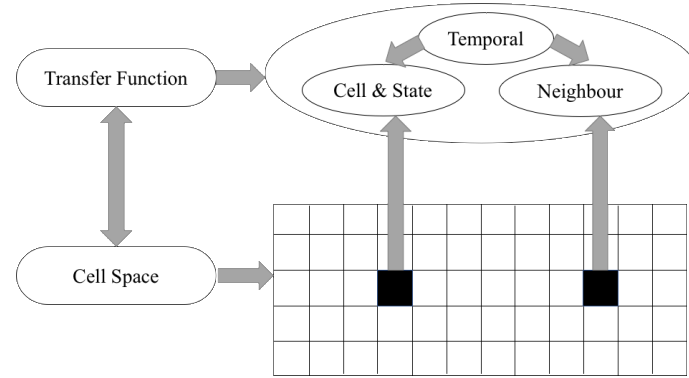 Temporal
Transfer Function
Cell & State
Neighbour
Cell Space